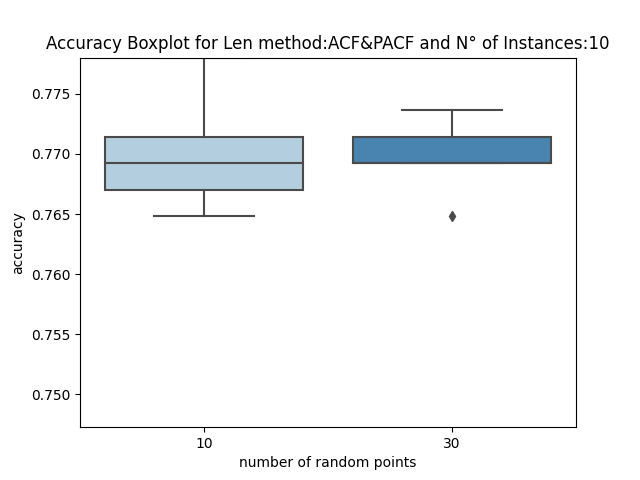 Accuracy Boxplot for Len method:ACF&PACF and N° of Instances:10
0.775
0.770
0.765
0.760
0.755
0.750
accuracy
10 30
number of random points